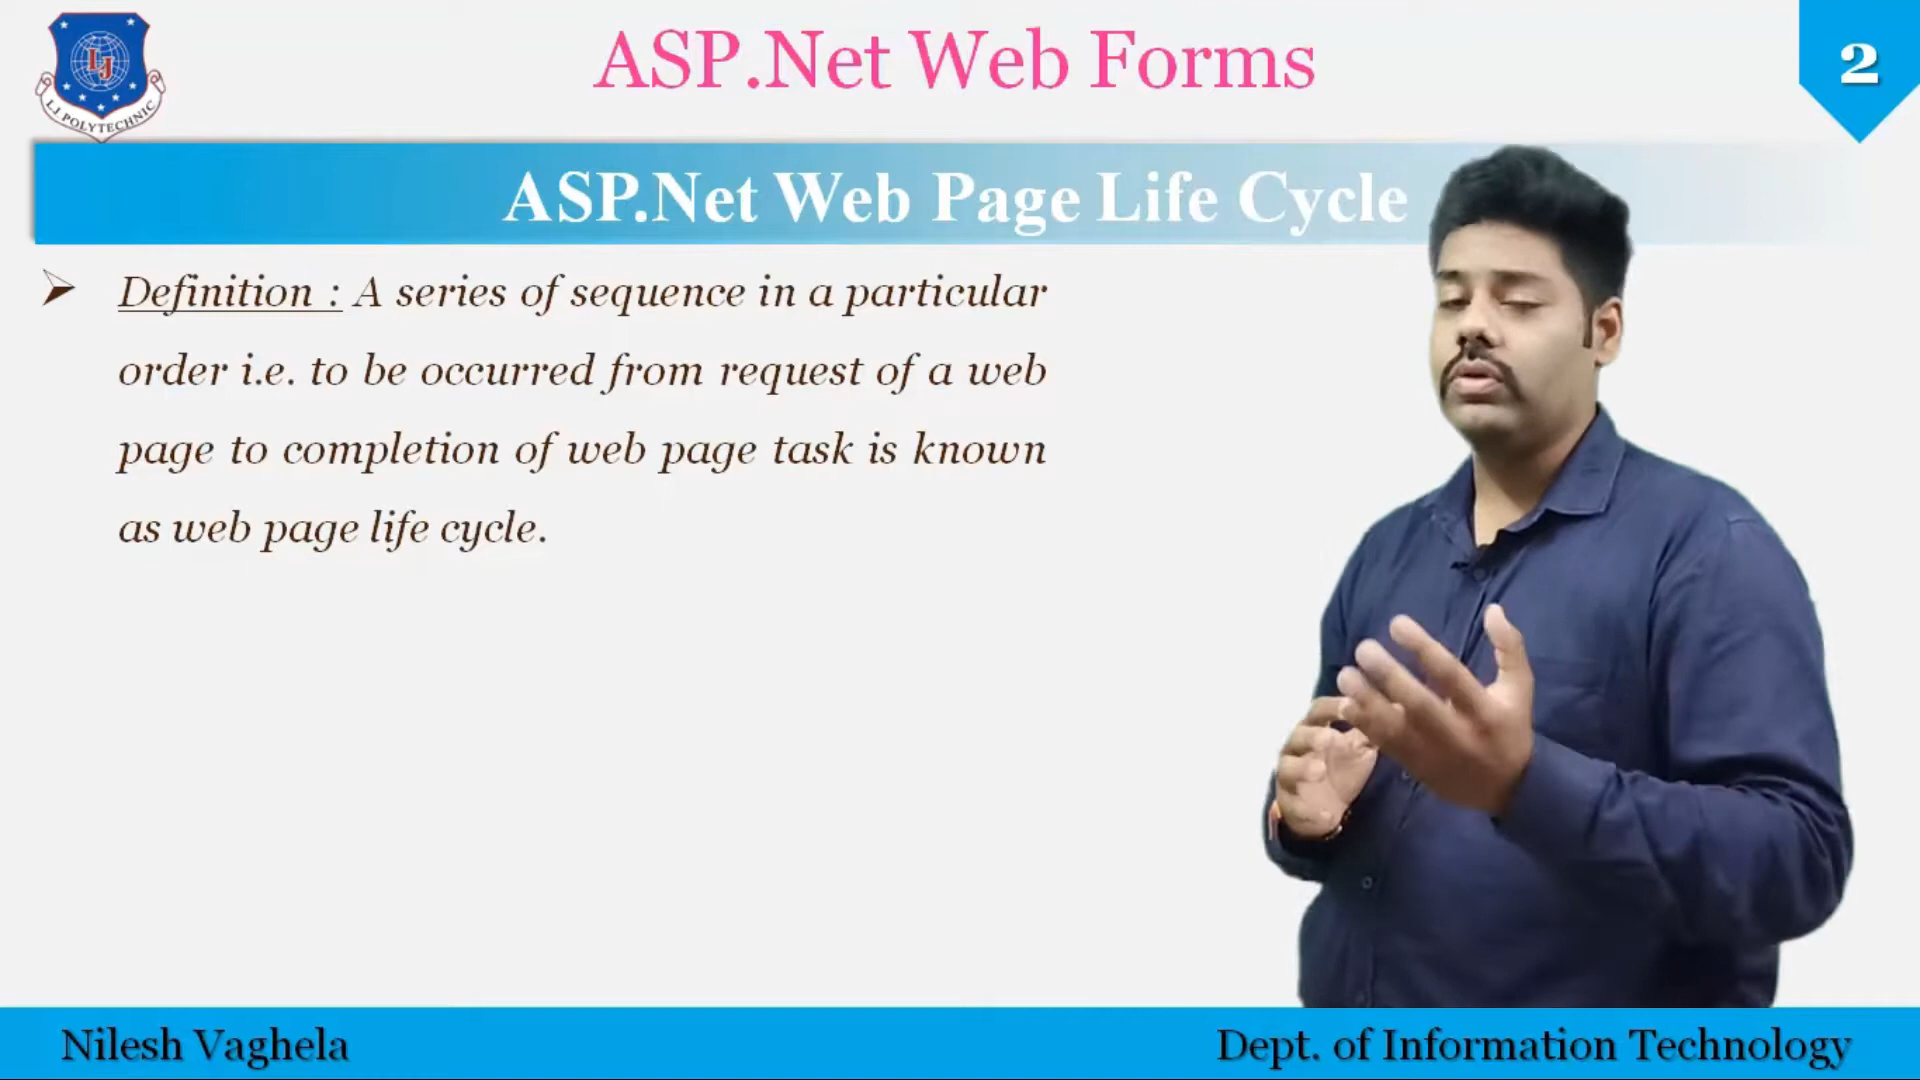 LJ
LJ POLYTECHNIC
ASP.Net Web Forms
2
ASP.Net Web Page Life Cycle
➢ Definition : A series of sequence in a particular
order i.e. to be occurred from request of a web
page to completion of web page task is known
as web page life cycle.
Nilesh Vaghela
Dept. of Information Technology